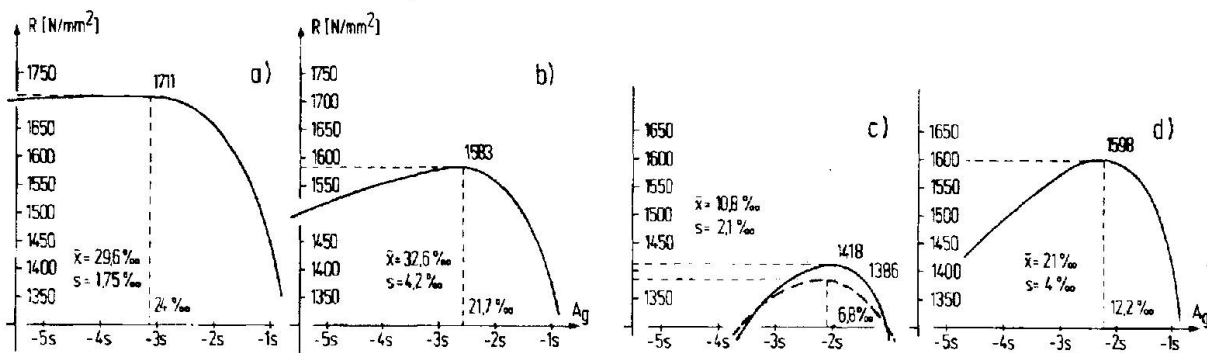 R [N/mm²]
a)
1750
1711
1650
1600
1550
1500
1450
1400
1350
x̄ = 29,6 ‰
s = 1,75 ‰
24 ‰
-5s -4s -3s -2s -1s
R [N/mm²]
b)
1750
1700
1650
1600
1583
1550
1500
1450
1400
1350
x̄ = 32,6 ‰
s = 4,2 ‰
21,7 ‰
Ag
-5s -4s -3s -2s -1s
c)
1650
1600
1550
1500
1450
1350
x̄ = 10,8 ‰
s = 2,1 ‰
1418
1386
6,8 ‰
-5s -4s -3s -2s -1s
d)
1650
1600
1598
1550
1500
1450
1400
1350
x̄ = 21 ‰
s = 4 ‰
12,2 ‰
Ag
-5s -4s -3s -2s -1s